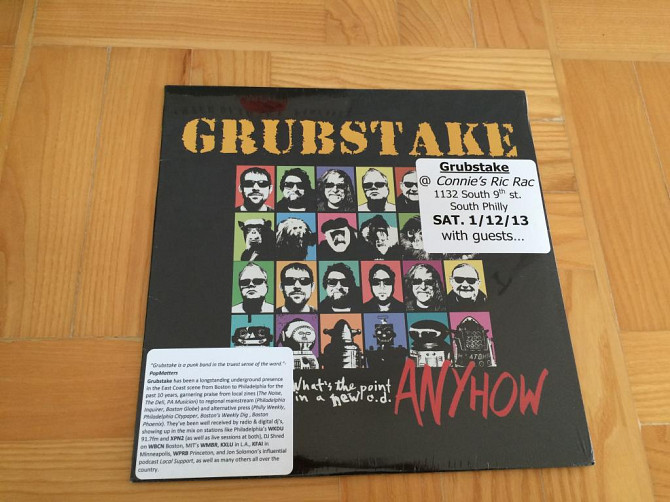 GRUBSTAKE
Grubstake
@ Connie's Ric Rac
1132 South 9th st.
South Philly
SAT. 1/12/13
with guests...
What's the point
in a new c.d.
ANYHOW
"Grubstake is a punk band in the truest sense of the word."-
PopMatters
Grubstake has been a longstanding underground presence
in the East Coast scene from Boston to Philadelphia for the
past 10 years, garnering praise from local zines (The Noise,
The Deli, PA Musician) to regional mainstream (Philadelphia
Inquirer, Boston Globe) and alternative press (Philly Weekly,
Philadelphia Citypaper, Boston's Weekly Dig, Boston
Phoenix). They've been well received by radio & digital dj's,
showing up in the mix on stations like Philadelphia's WKDU
91.7fm and XPN2 (as well as live sessions at both), DJ Shred
on WBCN Boston, MIT's WMBR, KXLU in L.A., KFAI in
Minneapolis, WPRB Princeton, and Jon Solomon's influential
podcast Local Support, as well as many others all over the
country.